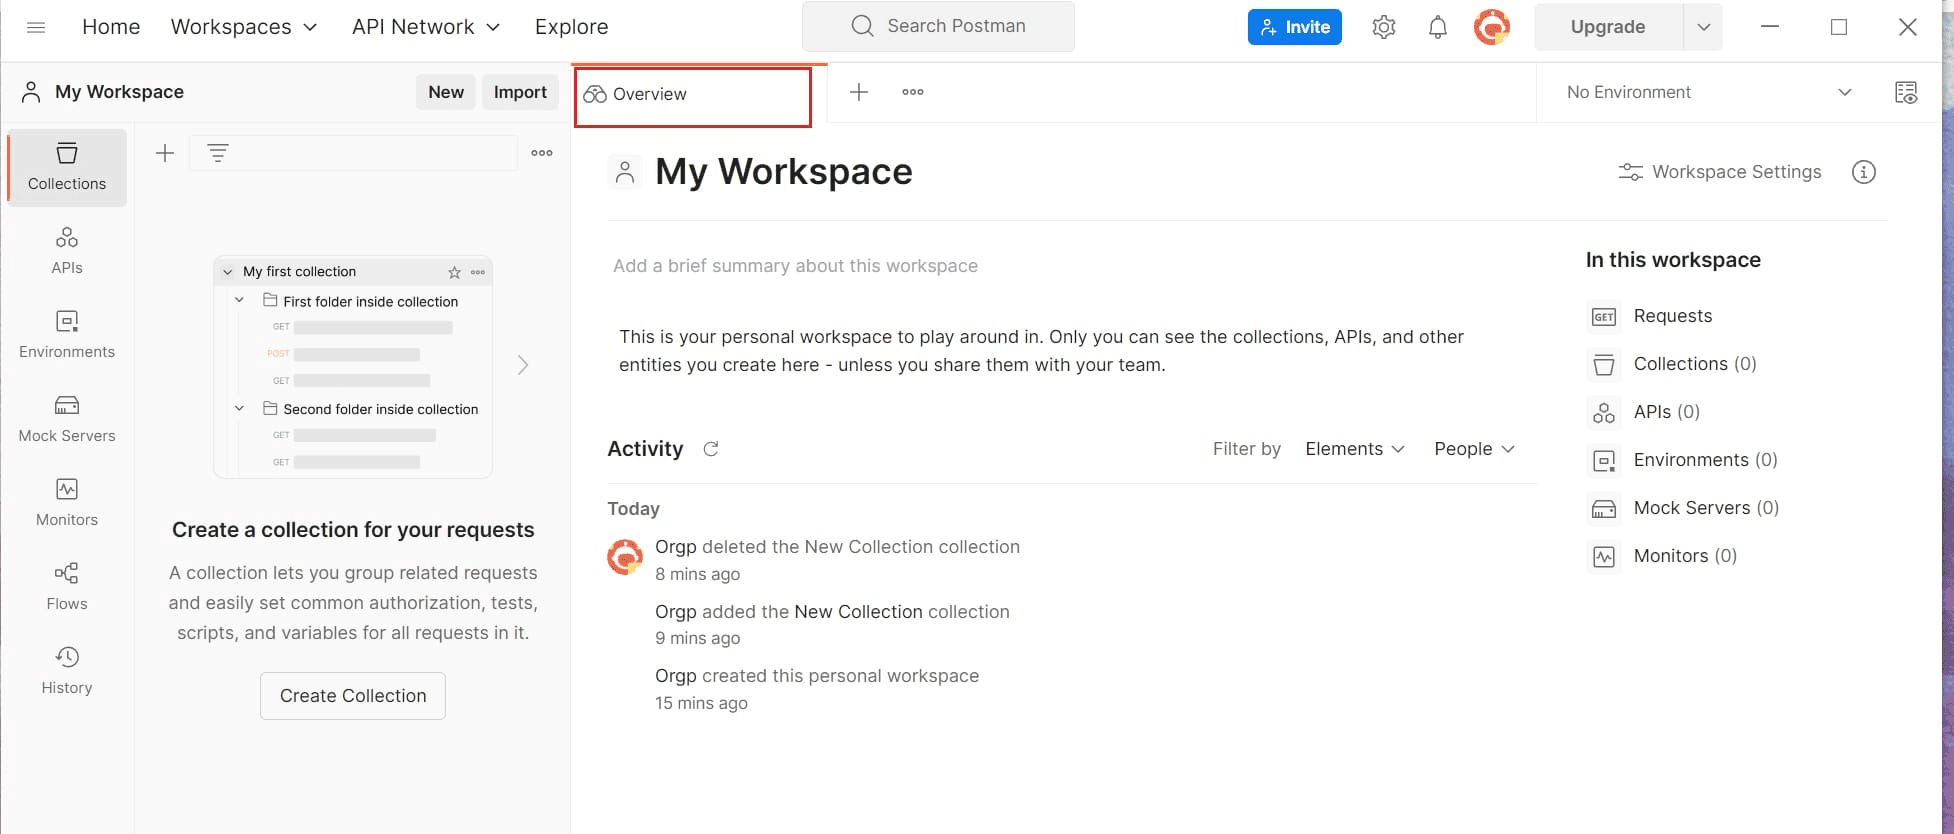 Home Workspaces API Network Explore Search Postman Invite Upgrade
My Workspace New Import Overview No Environment
Collections
APIs
Environments
Mock Servers
Monitors
Flows
History
My first collection
First folder inside collection
GET
POST
GET
Second folder inside collection
GET
GET
Create a collection for your requests
A collection lets you group related requests
and easily set common authorization, tests,
scripts, and variables for all requests in it.
Create Collection
My Workspace Workspace Settings
Add a brief summary about this workspace
This is your personal workspace to play around in. Only you can see the collections, APIs, and other
entities you create here - unless you share them with your team.
Activity Filter by Elements People
Today
Orgp deleted the New Collection collection
8 mins ago
Orgp added the New Collection collection
9 mins ago
Orgp created this personal workspace
15 mins ago
In this workspace
GET Requests
Collections (0)
APIs (0)
Environments (0)
Mock Servers (0)
Monitors (0)